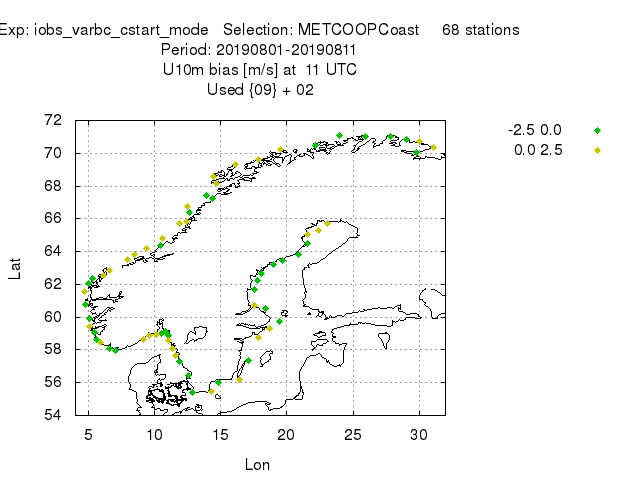 Exp: iobs_varbc_cstart_mode Selection: METCOOPCoast 68 stations
Period: 20190801-20190811
U10m bias [m/s] at 11 UTC
Used {09} + 02
-2.5 0.0
0.0 2.5
72
70
68
66
64
62
60
58
56
54
Lat
5 10 15 20 25 30
Lon